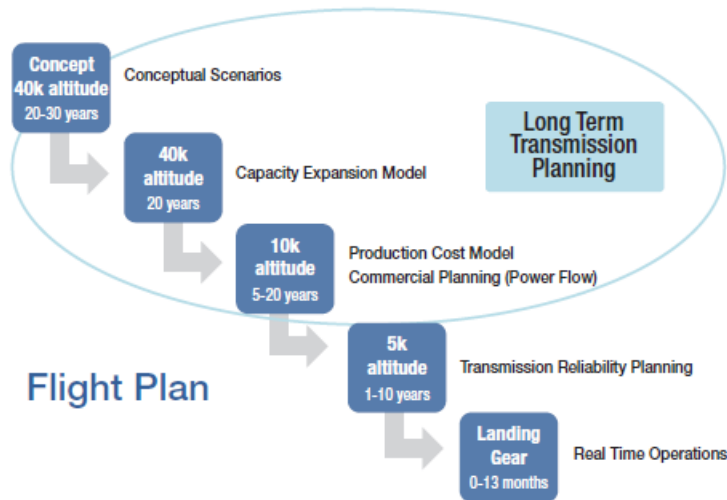 Concept
40k altitude
20-30 years
Conceptual Scenarios
Long Term
Transmission
Planning
40k
altitude
20 years
Capacity Expansion Model
10k
altitude
5-20 years
Production Cost Model
Commercial Planning (Power Flow)
5k
altitude
1-10 years
Transmission Reliability Planning
Flight Plan
Landing
Gear
0-13 months
Real Time Operations